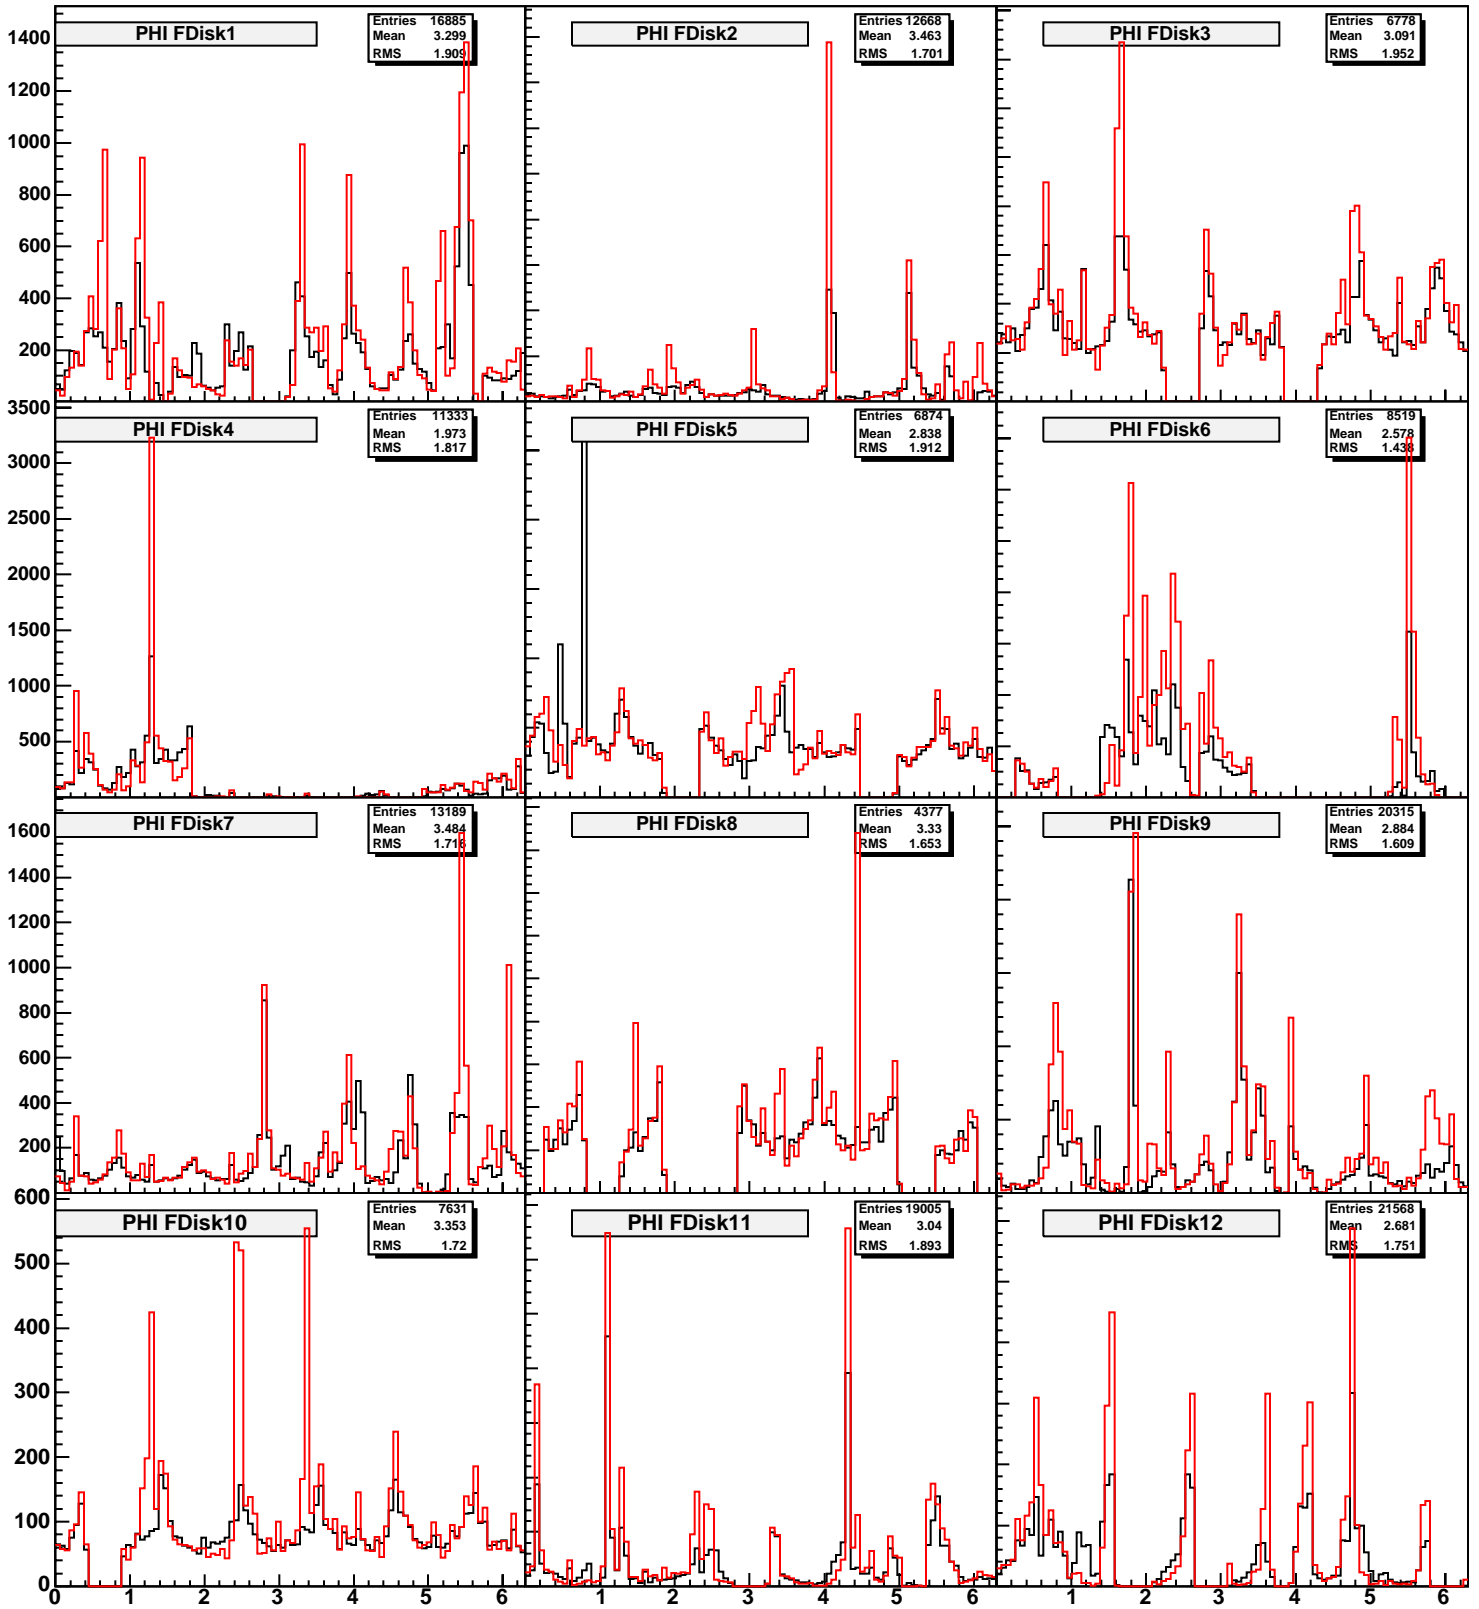 PHI FDisk1
Entries 16885
Mean 3.299
RMS 1.909
PHI FDisk2
Entries 12668
Mean 3.463
RMS 1.701
PHI FDisk3
Entries 6778
Mean 3.091
RMS 1.952
1400
1200
1000
800
600
400
200
PHI FDisk4
Entries 11333
Mean 1.973
RMS 1.817
PHI FDisk5
Entries 6874
Mean 2.838
RMS 1.912
PHI FDisk6
Entries 8519
Mean 2.578
RMS 1.438
3500
3000
2500
2000
1500
1000
500
PHI FDisk7
Entries 13189
Mean 3.484
RMS 1.716
PHI FDisk8
Entries 4377
Mean 3.33
RMS 1.653
PHI FDisk9
Entries 20315
Mean 2.884
RMS 1.609
1600
1400
1200
1000
800
600
400
200
PHI FDisk10
Entries 7631
Mean 3.353
RMS 1.72
PHI FDisk11
Entries 19005
Mean 3.04
RMS 1.893
PHI FDisk12
Entries 21568
Mean 2.681
RMS 1.751
600
500
400
300
200
100
0
0 1 2 3 4 5 6
1 2 3 4 5 6
1 2 3 4 5 6